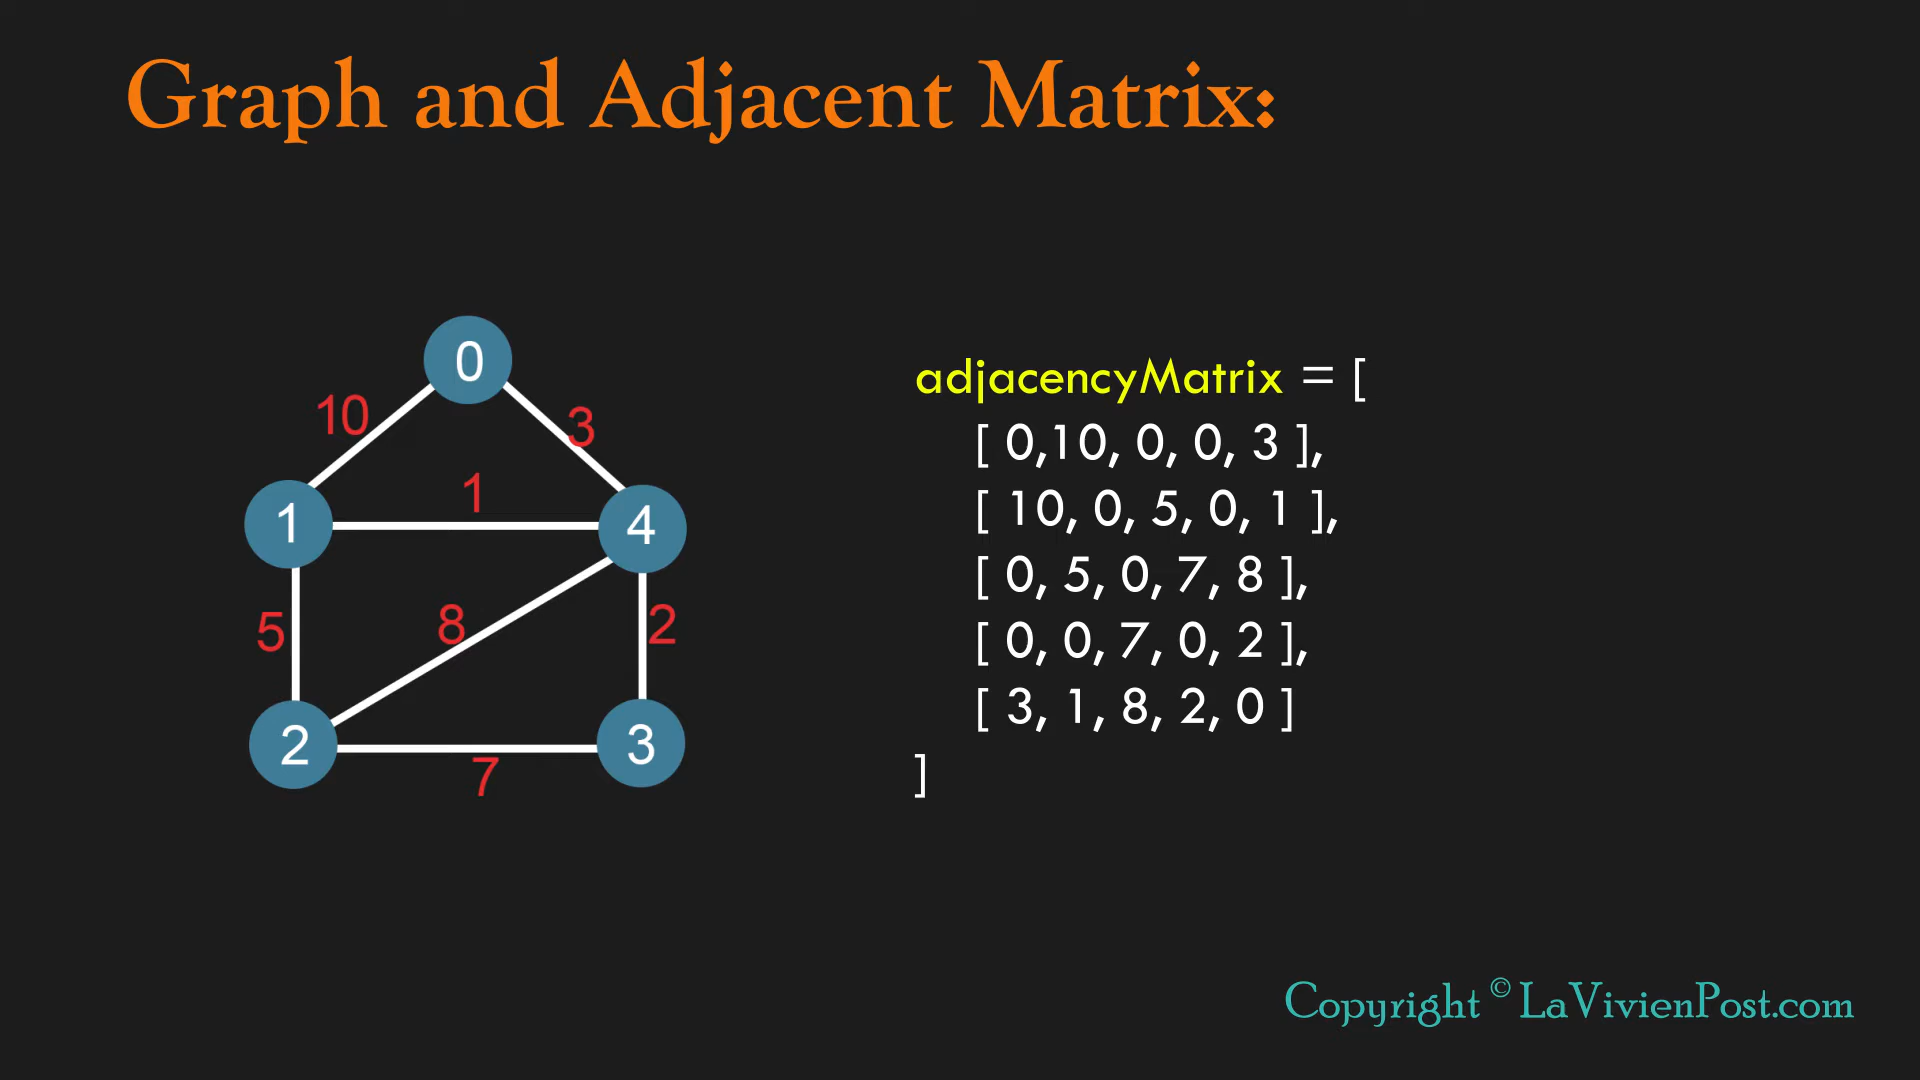 Graph and Adjacent Matrix:
0
10
3
1
1
4
5
8
2
2
3
7
adjacencyMatrix = [
[ 0,10, 0, 0, 3 ],
[ 10, 0, 5, 0, 1 ],
[ 0, 5, 0, 7, 8 ],
[ 0, 0, 7, 0, 2 ],
[ 3, 1, 8, 2, 0 ]
]
Copyright © LaVivienPost.com